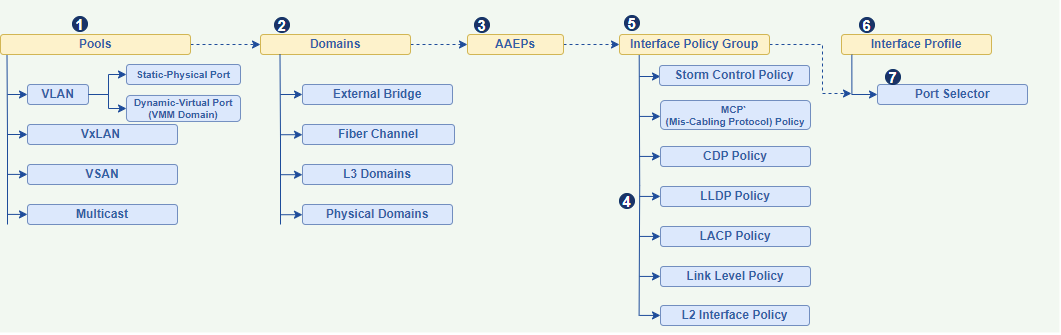 1
Pools
VLAN
Static-Physical Port
Dynamic-Virtual Port
(VMM Domain)
VxLAN
VSAN
Multicast
2
Domains
External Bridge
Fiber Channel
L3 Domains
Physical Domains
3
AAEPs
5
Interface Policy Group
4
Storm Control Policy
MCP*
(Mis-Cabling Protocol) Policy
CDP Policy
LLDP Policy
LACP Policy
Link Level Policy
L2 Interface Policy
6
Interface Profile
7
Port Selector